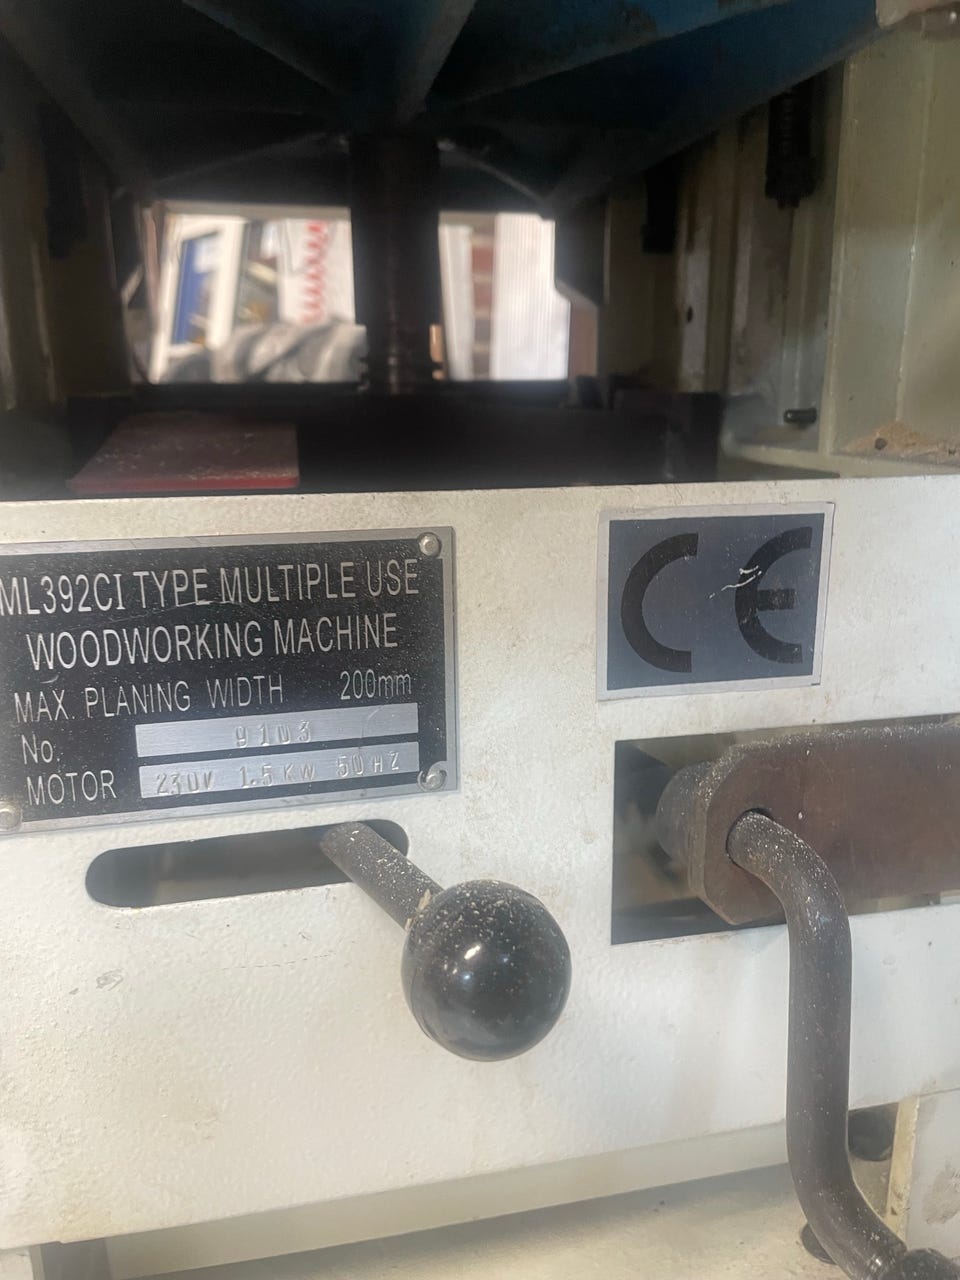 ML392CI TYPE MULTIPLE USE
WOODWORKING MACHINE
MAX. PLANING WIDTH 200mm
No. 9103
MOTOR 230V 1.5KW 50HZ
CE